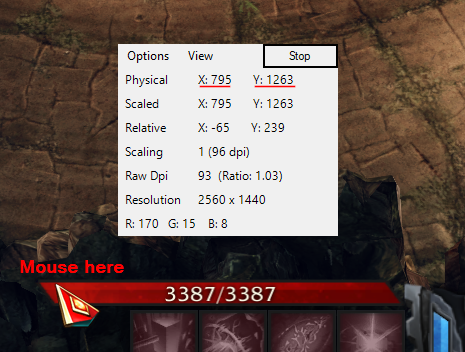 Options View Stop
Physical X: 795 Y: 1263
Scaled X: 795 Y: 1263
Relative X: -65 Y: 239
Scaling 1 (96 dpi)
Raw Dpi 93 (Ratio: 1.03)
Resolution 2560 x 1440
R: 170 G: 15 B: 8
Mouse here
3387/3387